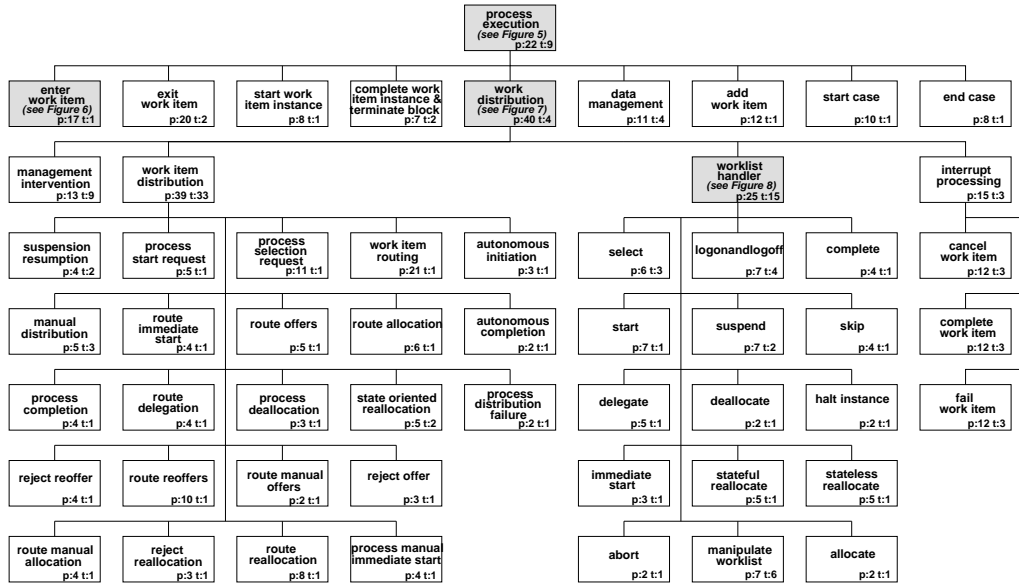 process
execution
(see Figure 5)
p:22 t:9
enter
work item
(see Figure 6)
p:17 t:1
exit
work item
p:20 t:2
start work
item instance
p:8 t:1
complete work
item instance &
terminate block
p:7 t:2
work
distribution
(see Figure 7)
p:40 t:4
data
management
p:11 t:4
add
work item
p:12 t:1
start case
p:10 t:1
end case
p:8 t:1
management
intervention
p:13 t:9
work item
distribution
p:39 t:33
worklist
handler
(see Figure 8)
p:25 t:15
interrupt
processing
p:15 t:3
suspension
resumption
p:4 t:2
process
start request
p:5 t:1
process
selection
request
p:11 t:1
work item
routing
p:21 t:1
autonomous
initiation
p:3 t:1
select
p:6 t:3
logonandlogoff
p:7 t:4
complete
p:4 t:1
cancel
work item
p:12 t:3
manual
distribution
p:5 t:3
route
immediate
start
p:4 t:1
route offers
p:5 t:1
route allocation
p:6 t:1
autonomous
completion
p:2 t:1
start
p:7 t:1
suspend
p:7 t:2
skip
p:4 t:1
complete
work item
p:12 t:3
process
completion
p:4 t:1
route
delegation
p:4 t:1
process
deallocation
p:3 t:1
state oriented
reallocation
p:5 t:2
process
distribution
failure
p:2 t:1
delegate
p:5 t:1
deallocate
p:2 t:1
halt instance
p:2 t:1
fail
work item
p:12 t:3
reject reoffer
p:4 t:1
route reoffers
p:10 t:1
route manual
offers
p:2 t:1
reject offer
p:3 t:1
immediate
start
p:3 t:1
stateful
reallocate
p:5 t:1
stateless
reallocate
p:5 t:1
route manual
allocation
p:4 t:1
reject
reallocation
p:3 t:1
route
reallocation
p:8 t:1
process manual
immediate start
p:4 t:1
abort
p:2 t:1
manipulate
worklist
p:7 t:6
allocate
p:2 t:1